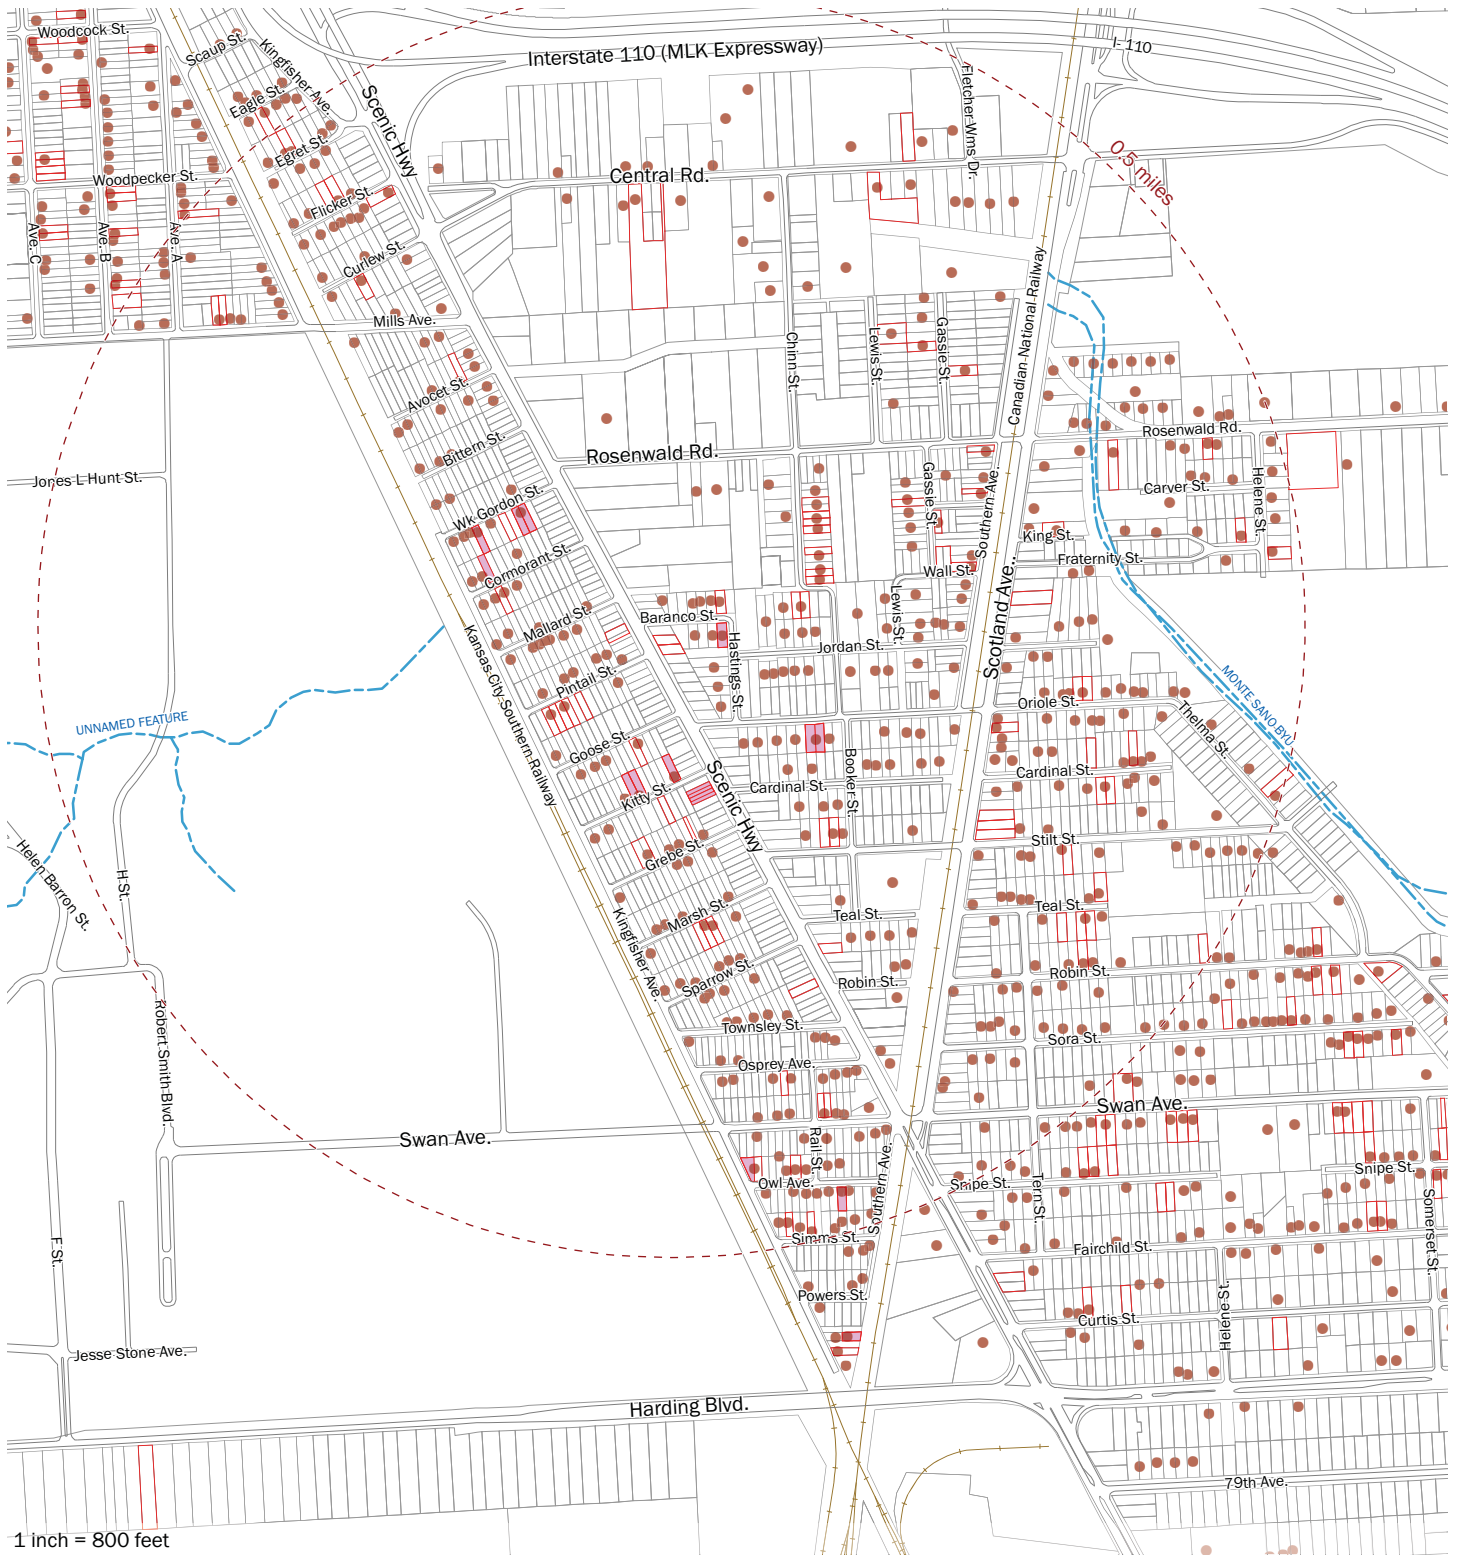 Woodcock St.
Scaup St.
Kingfisher Ave.
Interstate 110 (MLK Expressway)
I-110
Scenic Hwy
Fletcher Wms Dr.
Eagle St.
Egret St.
0.5 miles
Woodpecker St.
Central Rd.
Flicker St.
Ave. C
Ave. B
Ave. A
Curlew St.
Canadian-National-Railway
Mills Ave.
Chinn St.
Lewis St.
Gassie St.
Avocet St.
Bittern St.
Rosenwald Rd.
Rosenwald Rd.
Jones L Hunt St.
Carver St.
Helene St.
Gassie St.
Southern Ave.
Wk Gordon St.
King St.
Cormorant St.
Fraternity St.
Wall St.
Scotland Ave.
Lewis St.
Mallard St.
Baranco St.
Hastings St.
Jordan St.
Kansas City Southern Railway
Pintail St.
MONTE SANO BYU
Oriole St.
Thelma St.
UNNAMED FEATURE
Goose St.
Scenic Hwy
Booker St.
Cardinal St.
Cardinal St.
Kitty St.
Helen Barron St.
H St.
Grebe St.
Stilt St.
Kingfisher Ave.
Marsh St.
Teal St.
Teal St.
Sparrow St.
Robin St.
Robin St.
Robert Smith Blvd.
Townsley St.
Sora St.
Osprey Ave.
Swan Ave.
Swan Ave.
Rail St.
Southern Ave.
Snipe St.
Owl Ave.
Snipe St.
Tern St.
Somerset St.
F St.
Simms St.
Fairchild St.
Powers St.
Helene St.
Curtis St.
Jesse Stone Ave.
Harding Blvd.
79th Ave.
1 inch = 800 feet